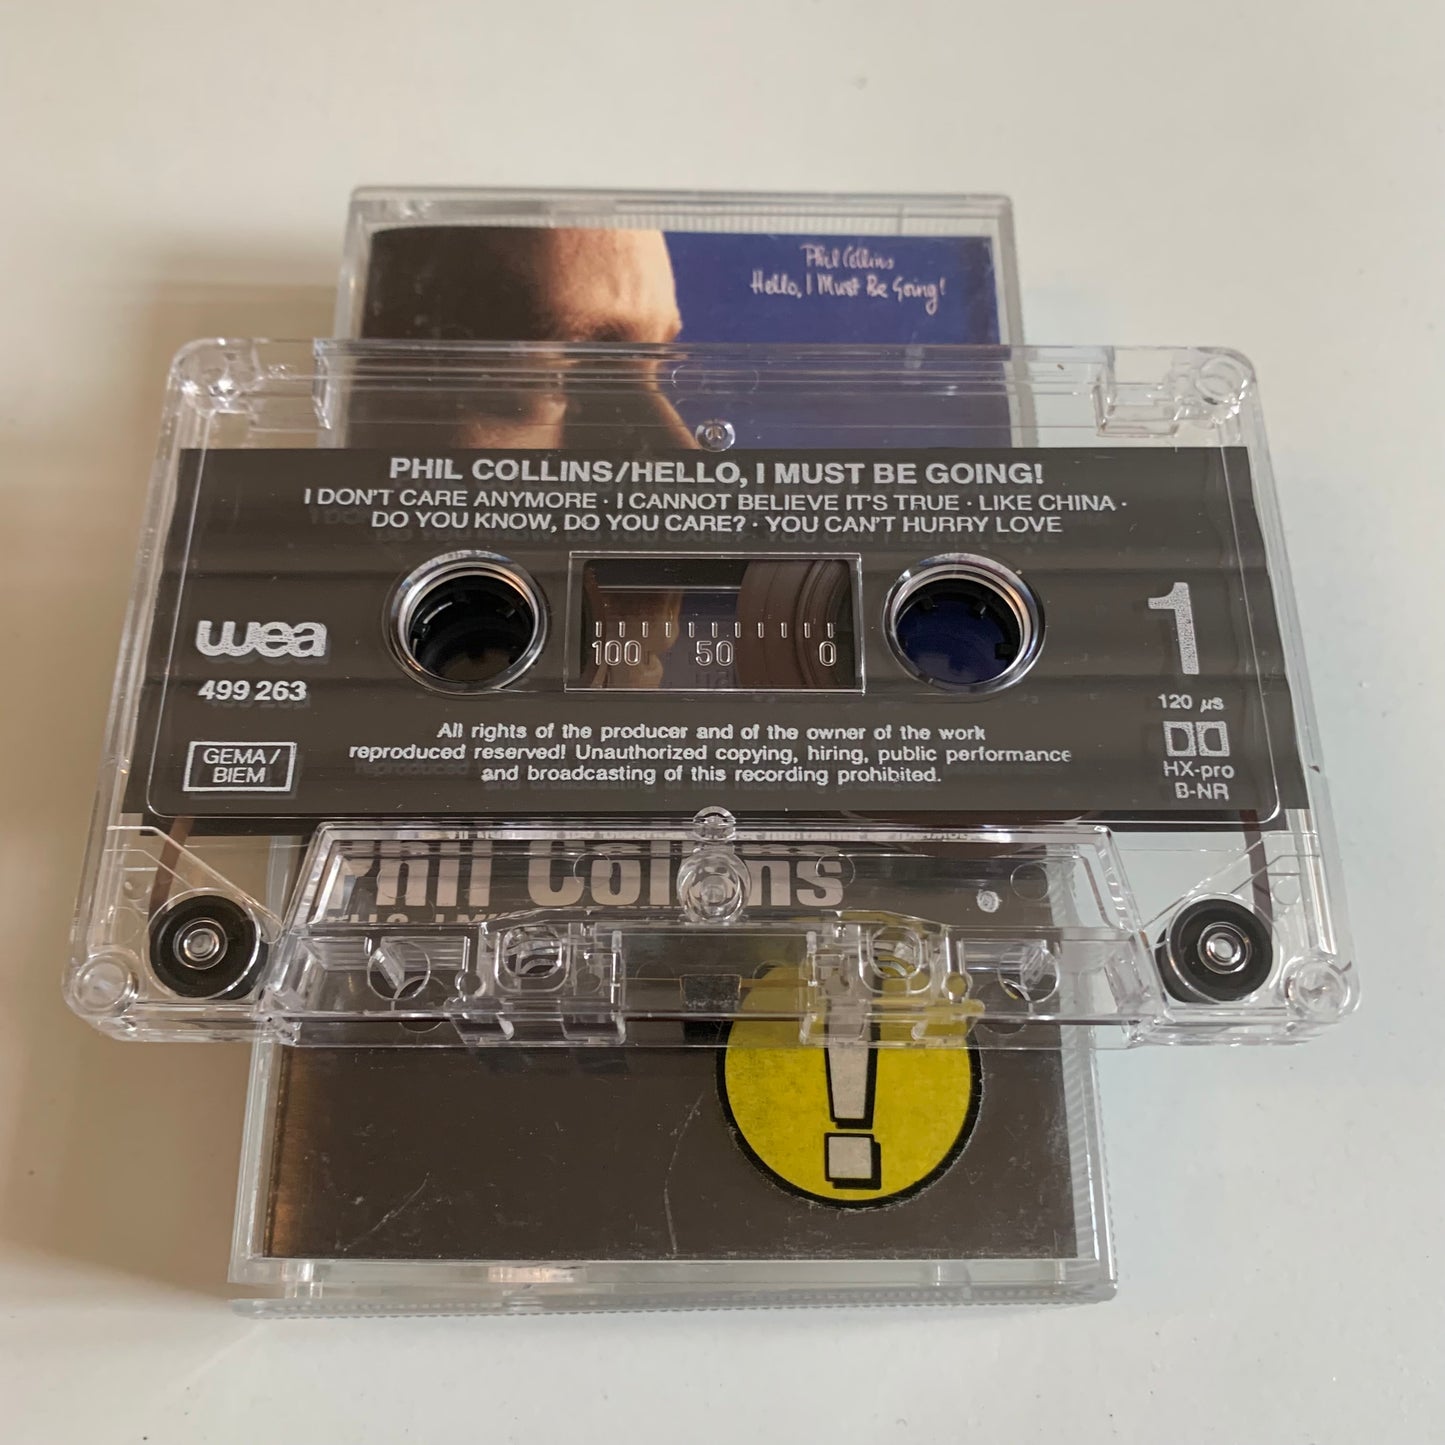 Phil Collins
Hello, I Must Be Going!
PHIL COLLINS/HELLO, I MUST BE GOING!
I DON'T CARE ANYMORE · I CANNOT BELIEVE IT'S TRUE · LIKE CHINA ·
DO YOU KNOW, DO YOU CARE? · YOU CAN'T HURRY LOVE
wea
499 263
100 50 0
1
120 µs
HX-pro
B-NR
GEMA/
BIEM
All rights of the producer and of the owner of the work
reproduced reserved! Unauthorized copying, hiring, public performance
and broadcasting of this recording prohibited.
Phil Collins
!